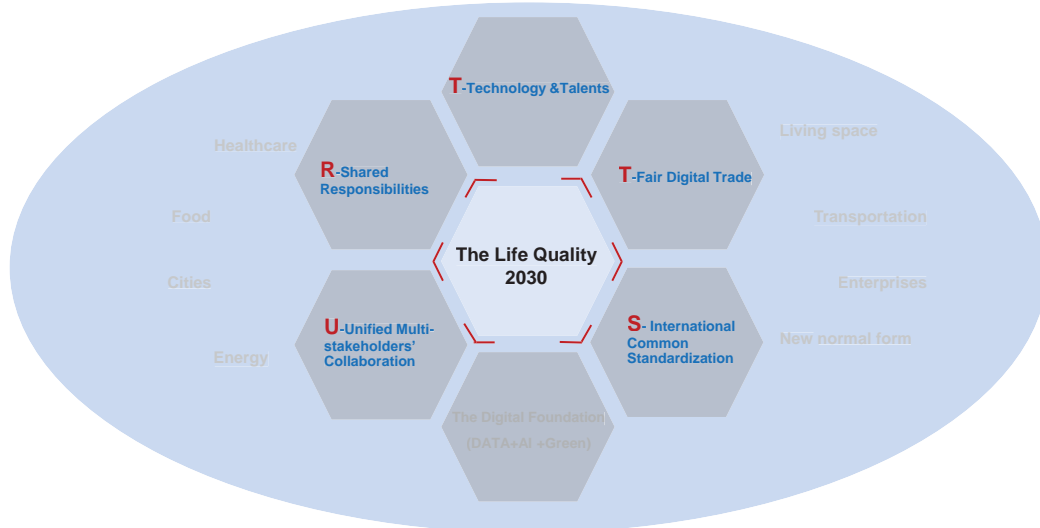 T-Technology &Talents
Healthcare
Living space
R-Shared
Responsibilities
T-Fair Digital Trade
Food
Transportation
The Life Quality
2030
Cities
Enterprises
U-Unified Multi-
stakeholders’
Collaboration
S- International
Common
Standardization
Energy
New normal form
The Digital Foundation
(DATA+AI +Green)